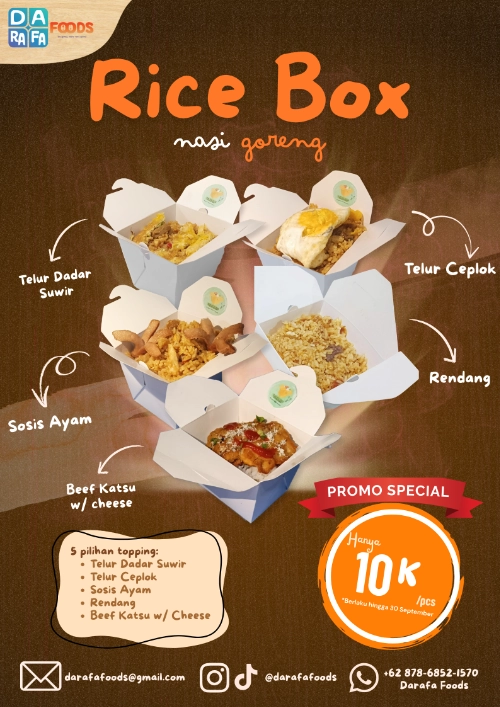 DA
RAFA
FOODS
Rice Box
nasi goreng
Telur Dadar
Suwir
Telur Ceplok
Sosis Ayam
Rendang
Beef Katsu
w/ cheese
PROMO SPECIAL
Hanya
10K
/pcs
*Berlaku hingga 30 September
5 pilihan topping:
• Telur Dadar Suwir
• Telur Ceplok
• Sosis Ayam
• Rendang
• Beef Katsu w/ Cheese
darafafoods@gmail.com
@darafafoods
+62 878-6852-1570
Darafa Foods